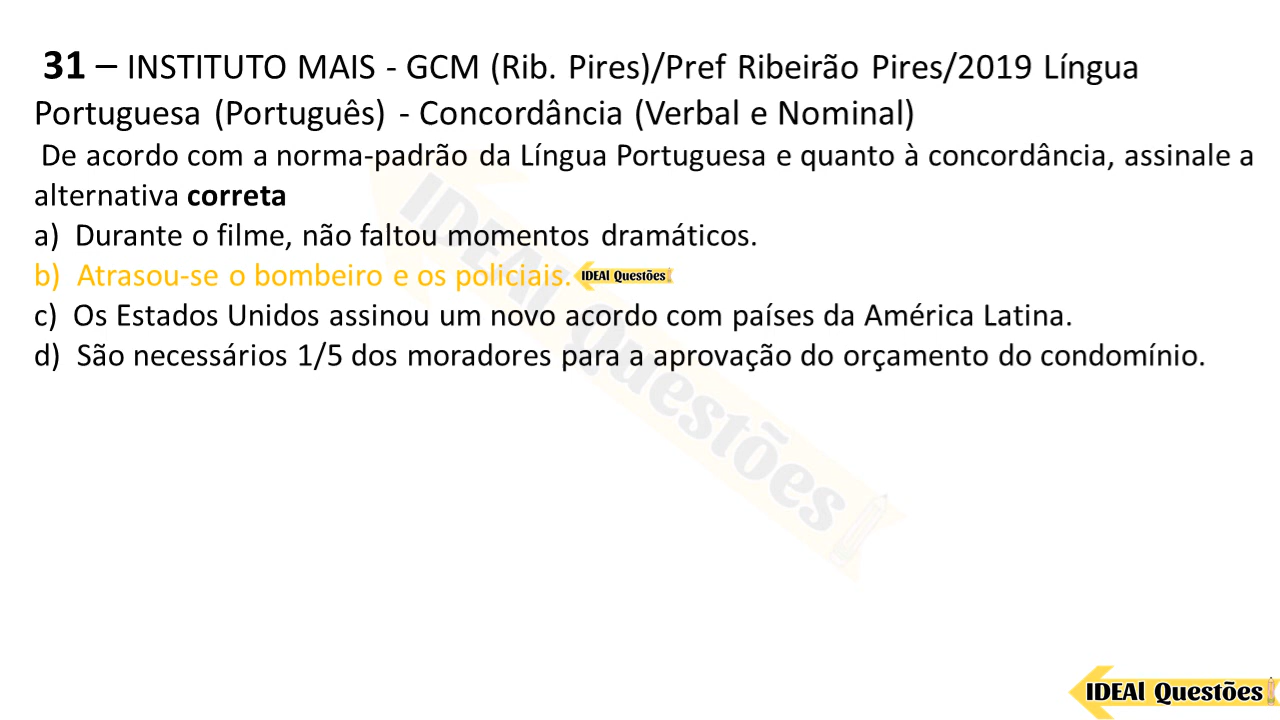 31 – INSTITUTO MAIS - GCM (Rib. Pires)/Pref Ribeirão Pires/2019 Língua
Portuguesa (Português) - Concordância (Verbal e Nominal)
De acordo com a norma-padrão da Língua Portuguesa e quanto à concordância, assinale a
alternativa correta
a) Durante o filme, não faltou momentos dramáticos.
b) Atrasou-se o bombeiro e os policiais. IDEAl Questões
c) Os Estados Unidos assinou um novo acordo com países da América Latina.
d) São necessários 1/5 dos moradores para a aprovação do orçamento do condomínio.
IDEAl Questões
IDEAl Questões